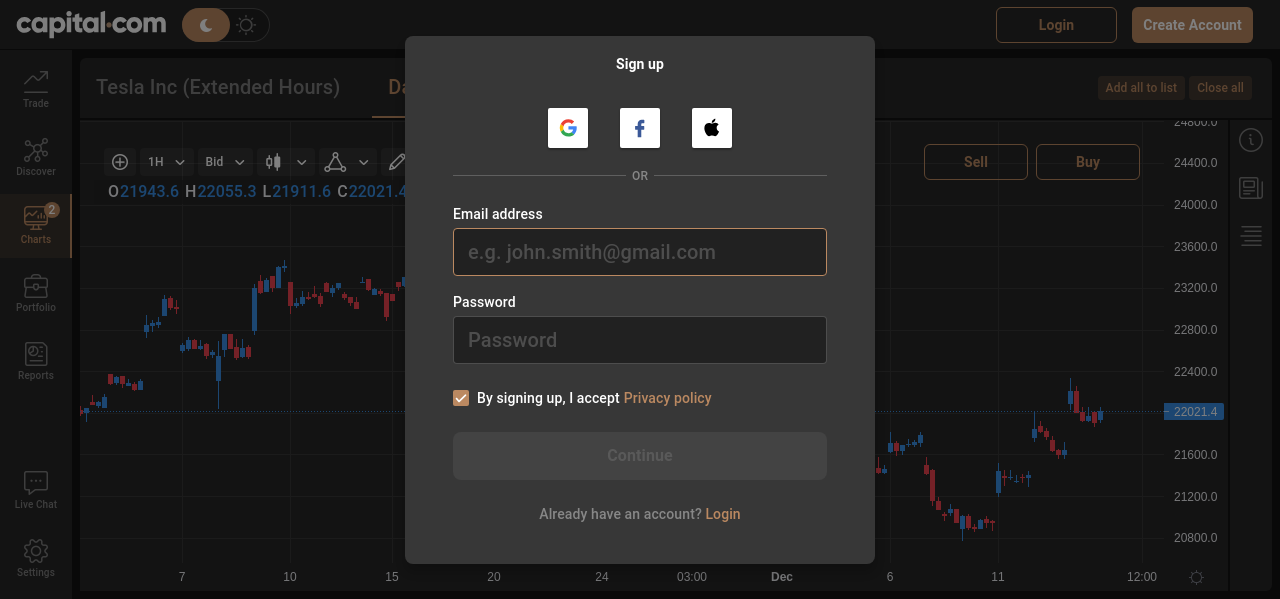 capital.com
Login
Create Account
Sign up
Tesla Inc (Extended Hours)
Add all to list
Close all
Trade
Discover
Charts
2
Portfolio
Reports
Live Chat
Settings
1H
Bid
O21943.6 H22055.3 L21911.6 C22021.4
Sell
Buy
OR
Email address
e.g. john.smith@gmail.com
Password
Password
By signing up, I accept Privacy policy
Continue
Already have an account? Login
24800.0
24400.0
24000.0
23600.0
23200.0
22800.0
22400.0
22021.4
21600.0
21200.0
20800.0
7 10 15 20 24 03:00 Dec 6 11 12:00